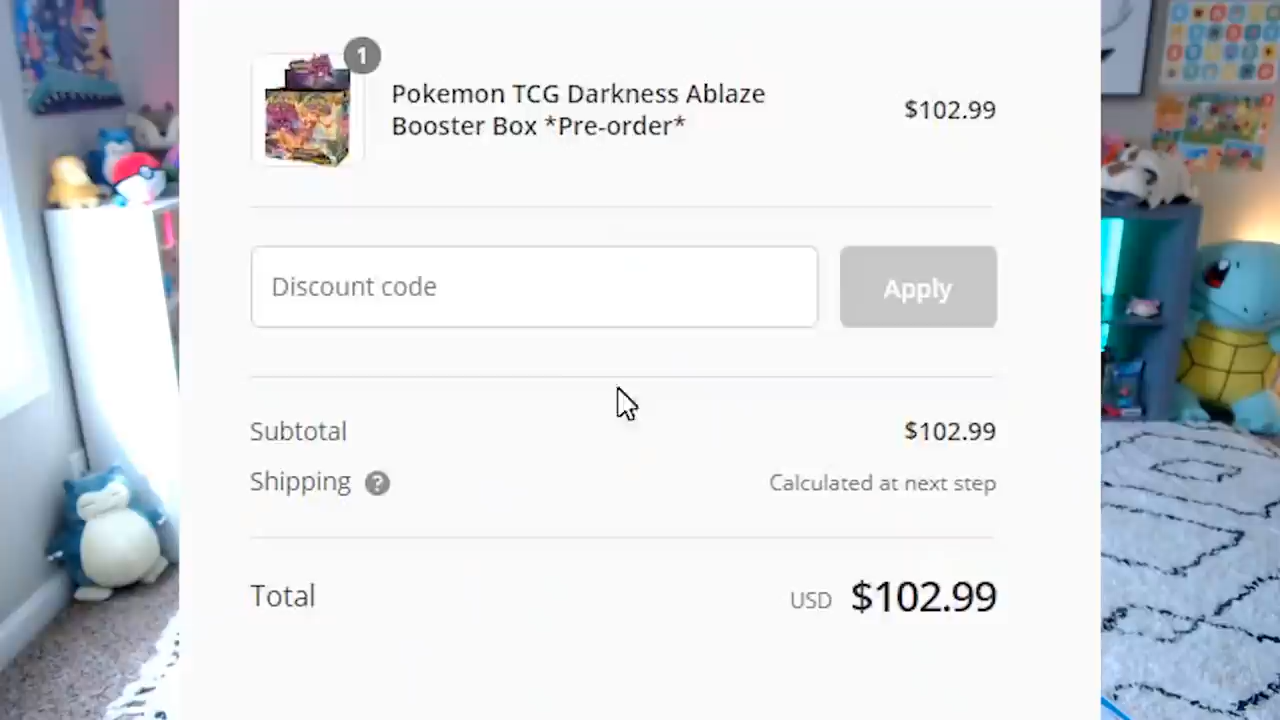 1
Pokemon TCG Darkness Ablaze
Booster Box *Pre-order*
$102.99
Discount code
Apply
Subtotal
$102.99
Shipping ?
Calculated at next step
Total
USD $102.99